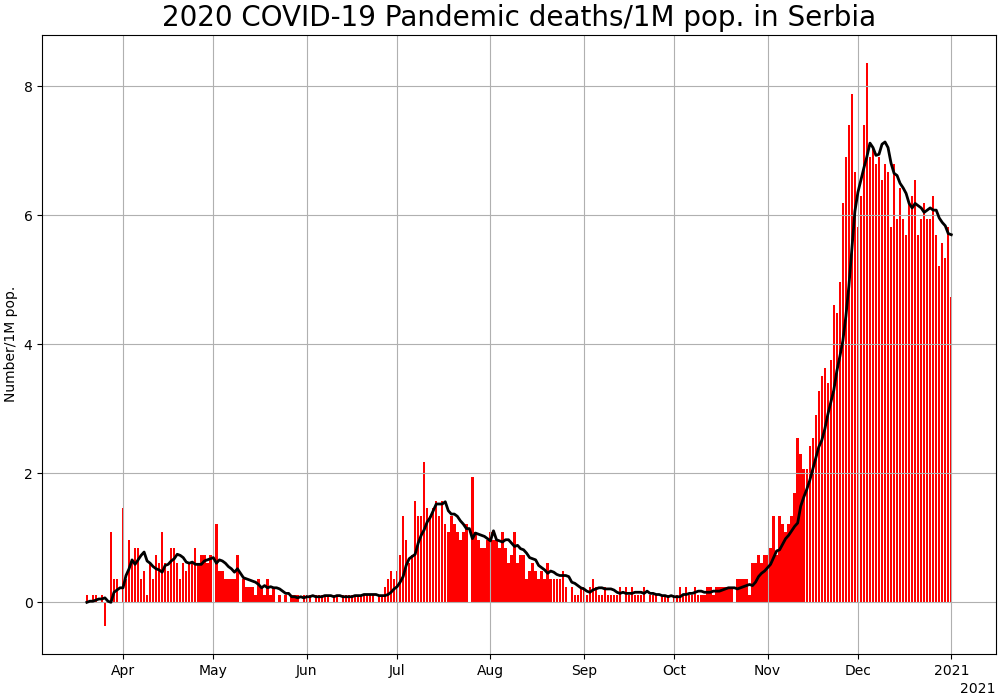 2020 COVID-19 Pandemic deaths/1M pop. in Serbia
Number/1M pop.
8
6
4
2
0
Apr May Jun Jul Aug Sep Oct Nov Dec 2021
2021